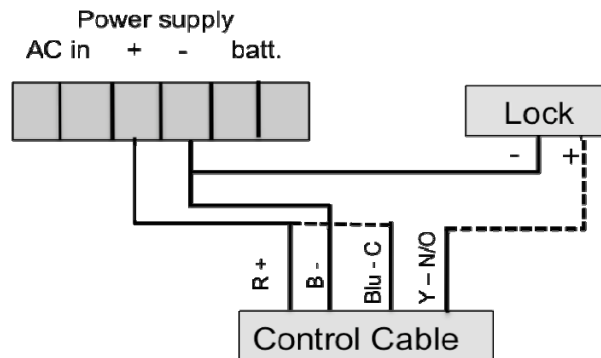 Power supply
AC in + - batt.
Lock
- +
R +
B -
Blu - C
Y – N/O
Control Cable